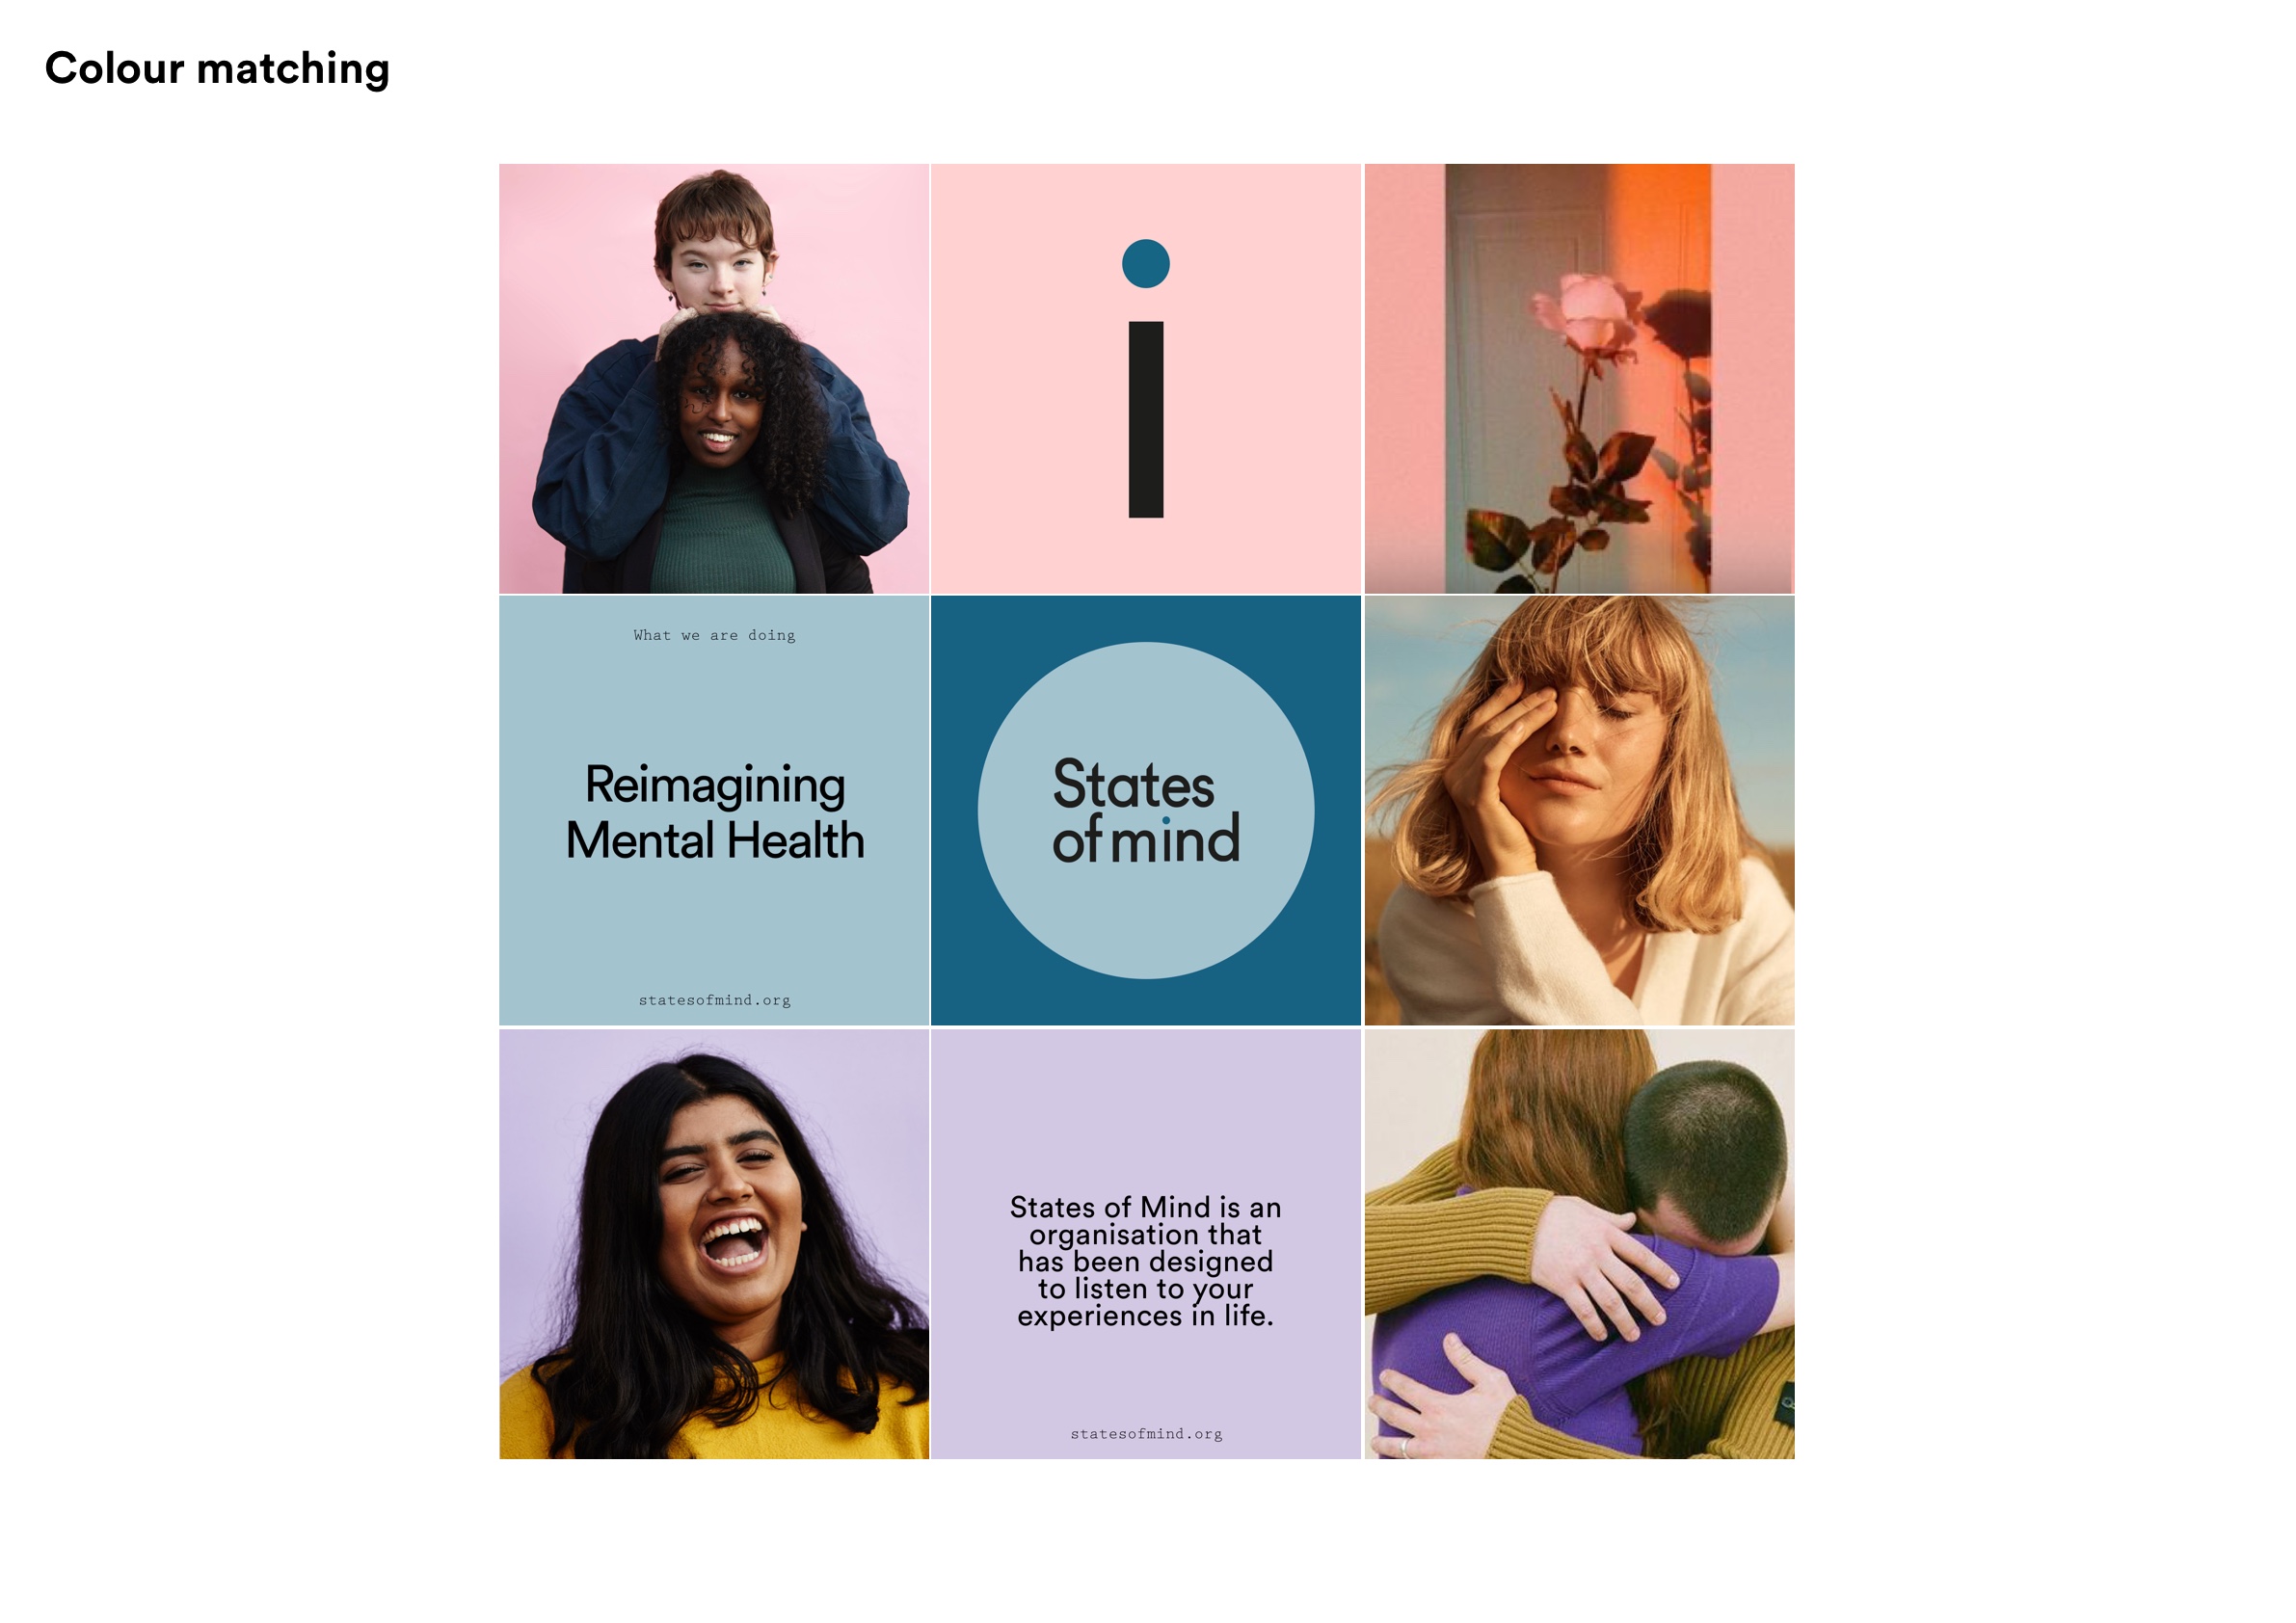 Colour matching
i
What we are doing
Reimagining
Mental Health
statesofmind.org
States
of mind
States of Mind is an
organisation that
has been designed
to listen to your
experiences in life.
statesofmind.org